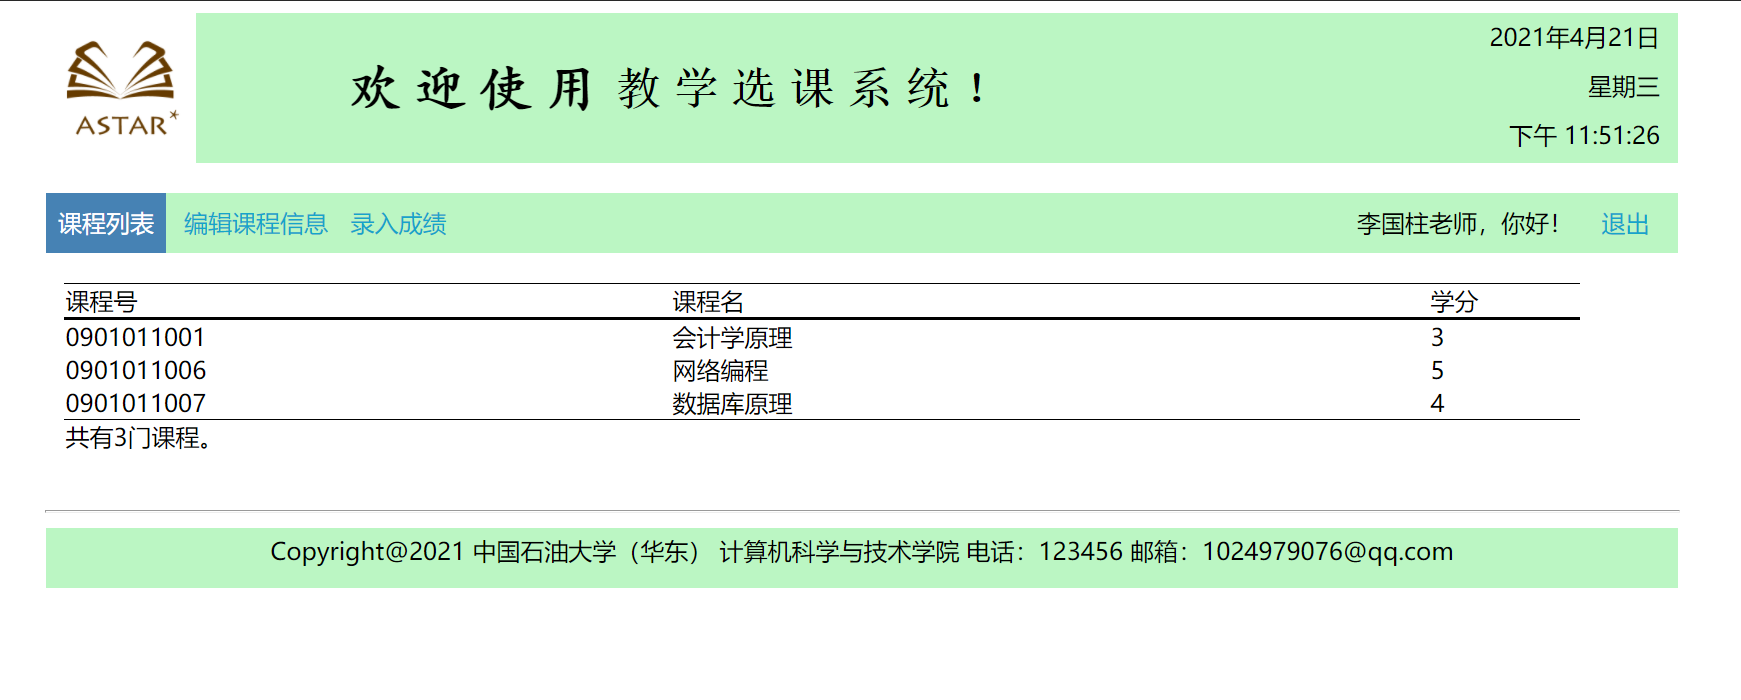 ASTAR*
欢迎使用教学选课系统！
2021年4月21日
星期三
下午 11:51:26
课程列表 编辑课程信息 录入成绩 李国柱老师，你好！ 退出
课程号 课程名 学分
0901011001 会计学原理 3
0901011006 网络编程 5
0901011007 数据库原理 4
共有3门课程。
Copyright@2021 中国石油大学（华东） 计算机科学与技术学院 电话：123456 邮箱：1024979076@qq.com